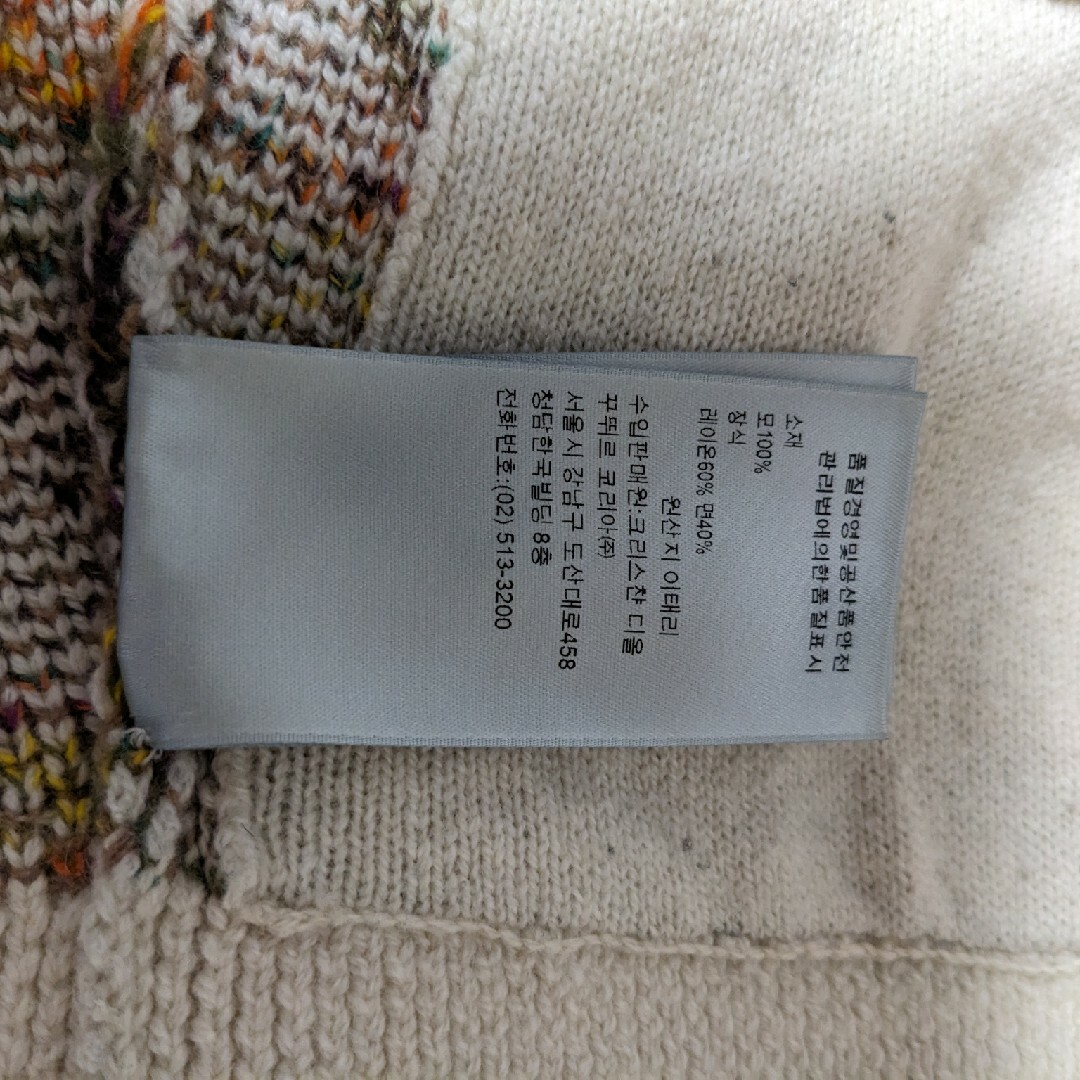 품질경영및공산품안전
관리법에의한품질표시
소재
모100%
장식
레이온60% 면40%
원산지 이태리
수입판매원:크리스챤 디올
꾸뛰르 코리아(주)
서울시 강남구 도산대로458
청담한국빌딩 8층
전화번호:(02) 513-3200